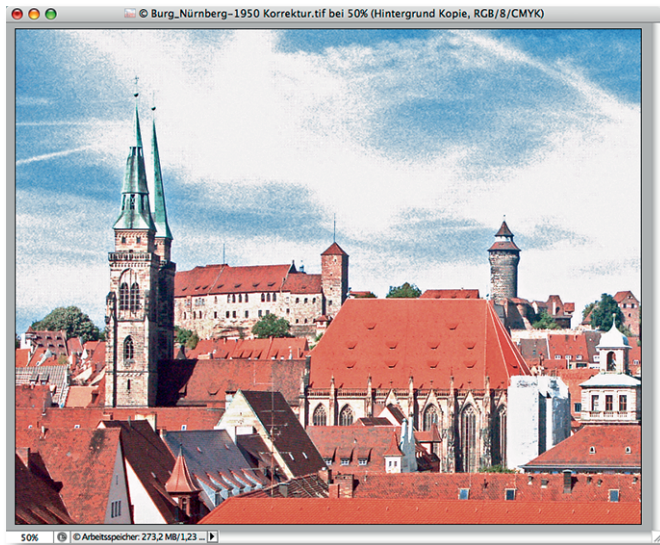 © Burg_Nürnberg-1950 Korrektur.tif bei 50% (Hintergrund Kopie, RGB/8/CMYK)
50% © Arbeitsspeicher: 273,2 MB/1,23 ...